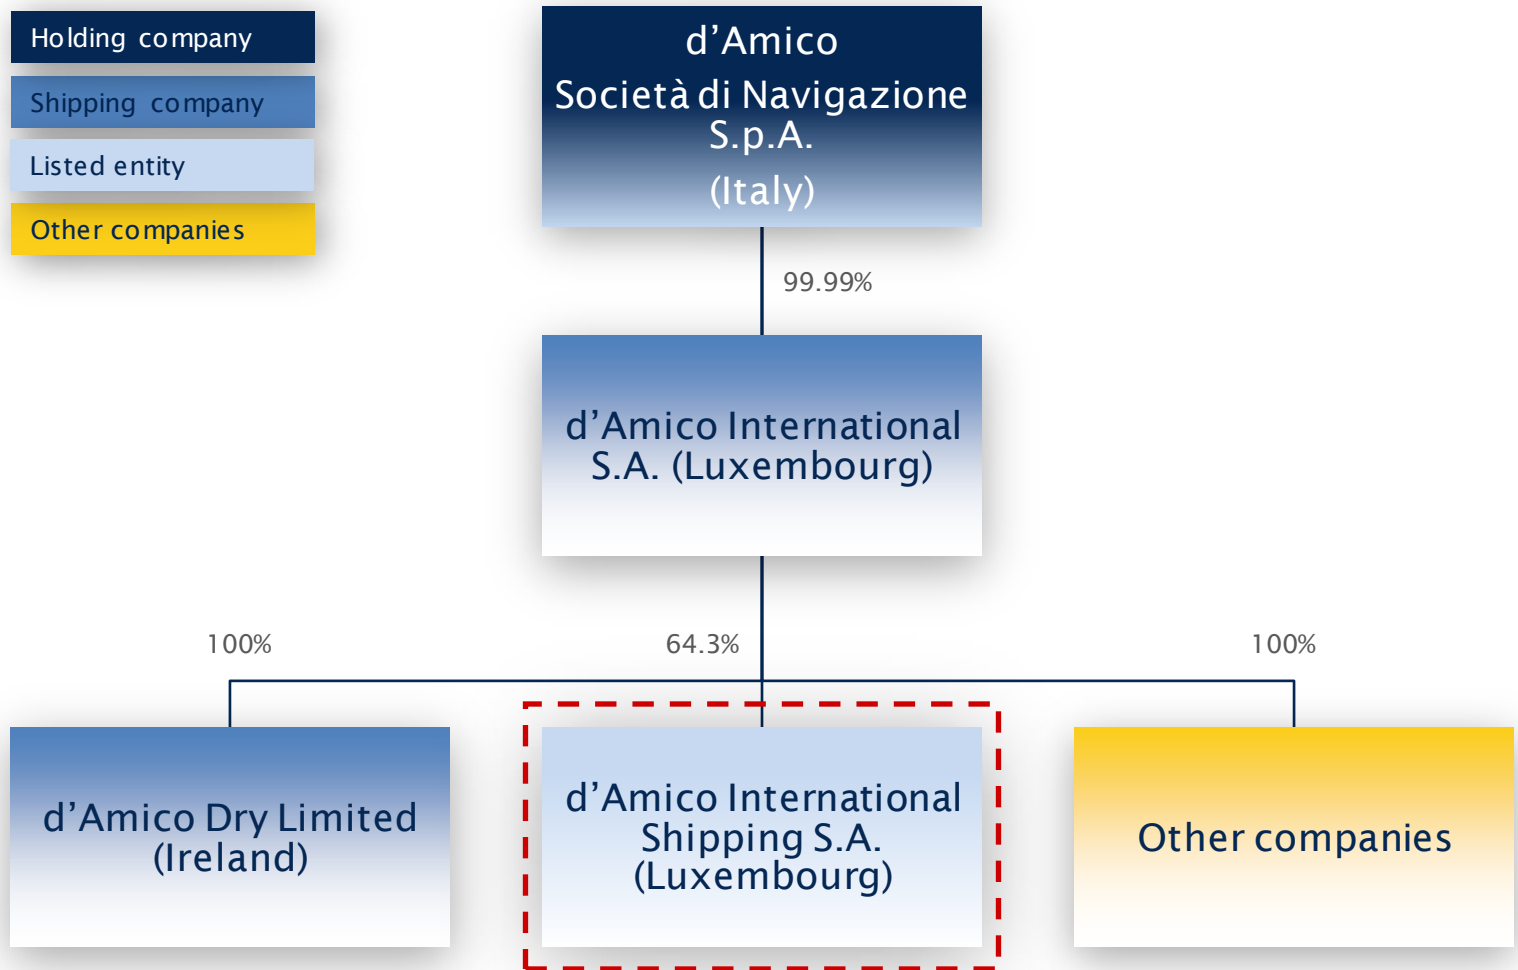 Holding company
Shipping company
Listed entity
Other companies
d’Amico
Società di Navigazione
S.p.A.
(Italy)
99.99%
d’Amico International
S.A. (Luxembourg)
100%
64.3%
100%
d’Amico Dry Limited
(Ireland)
d’Amico International
Shipping S.A.
(Luxembourg)
Other companies